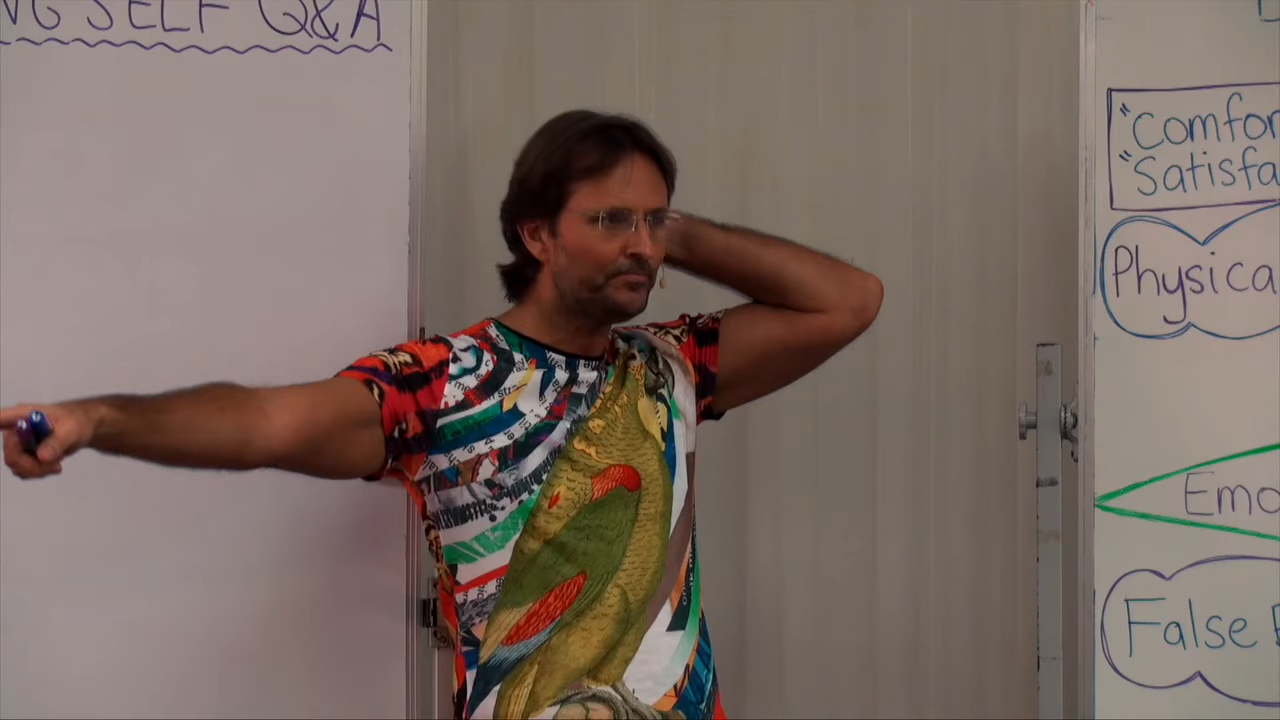 NG SELF Q&A
"Comfor
"Satisfa
Physica
Emo
False